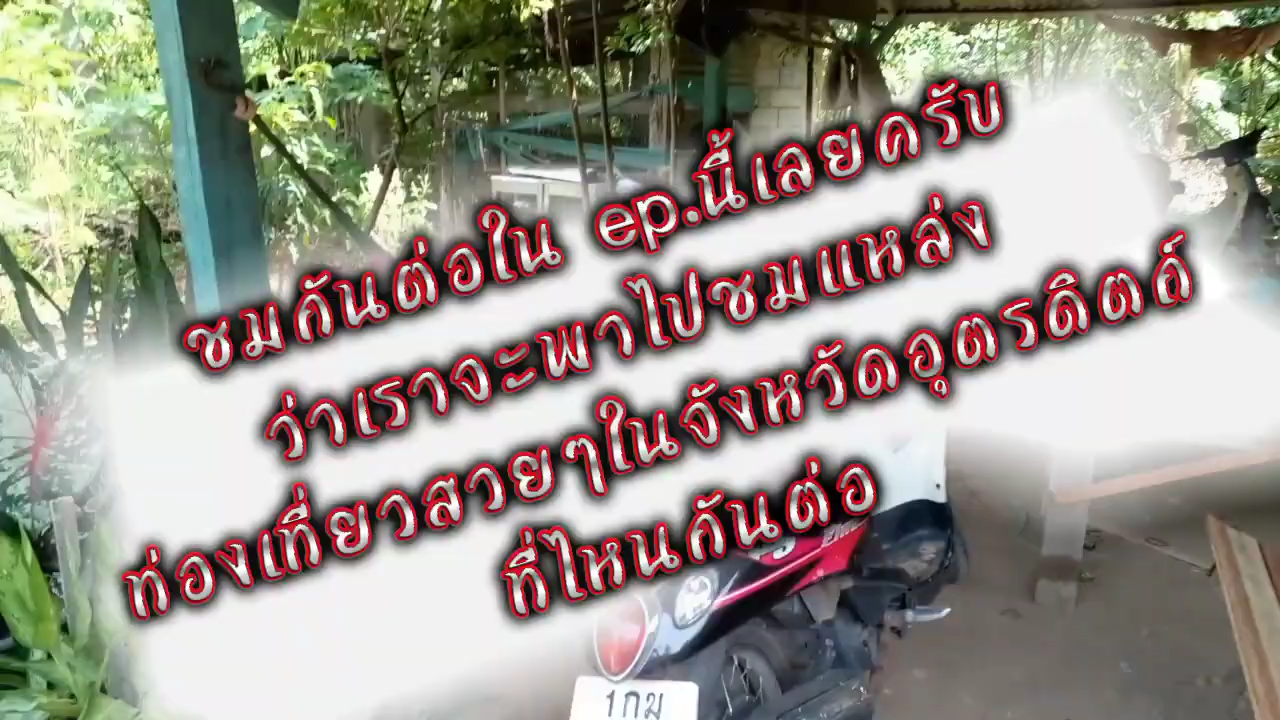 ชมกันต่อใน ep.นี้เลยครับ
ว่าเราจะพาไปชมแหล่ง
ท่องเที่ยวสวยๆในจังหวัดอุตรดิตถ์
ที่ไหนกันต่อ
1กฆ